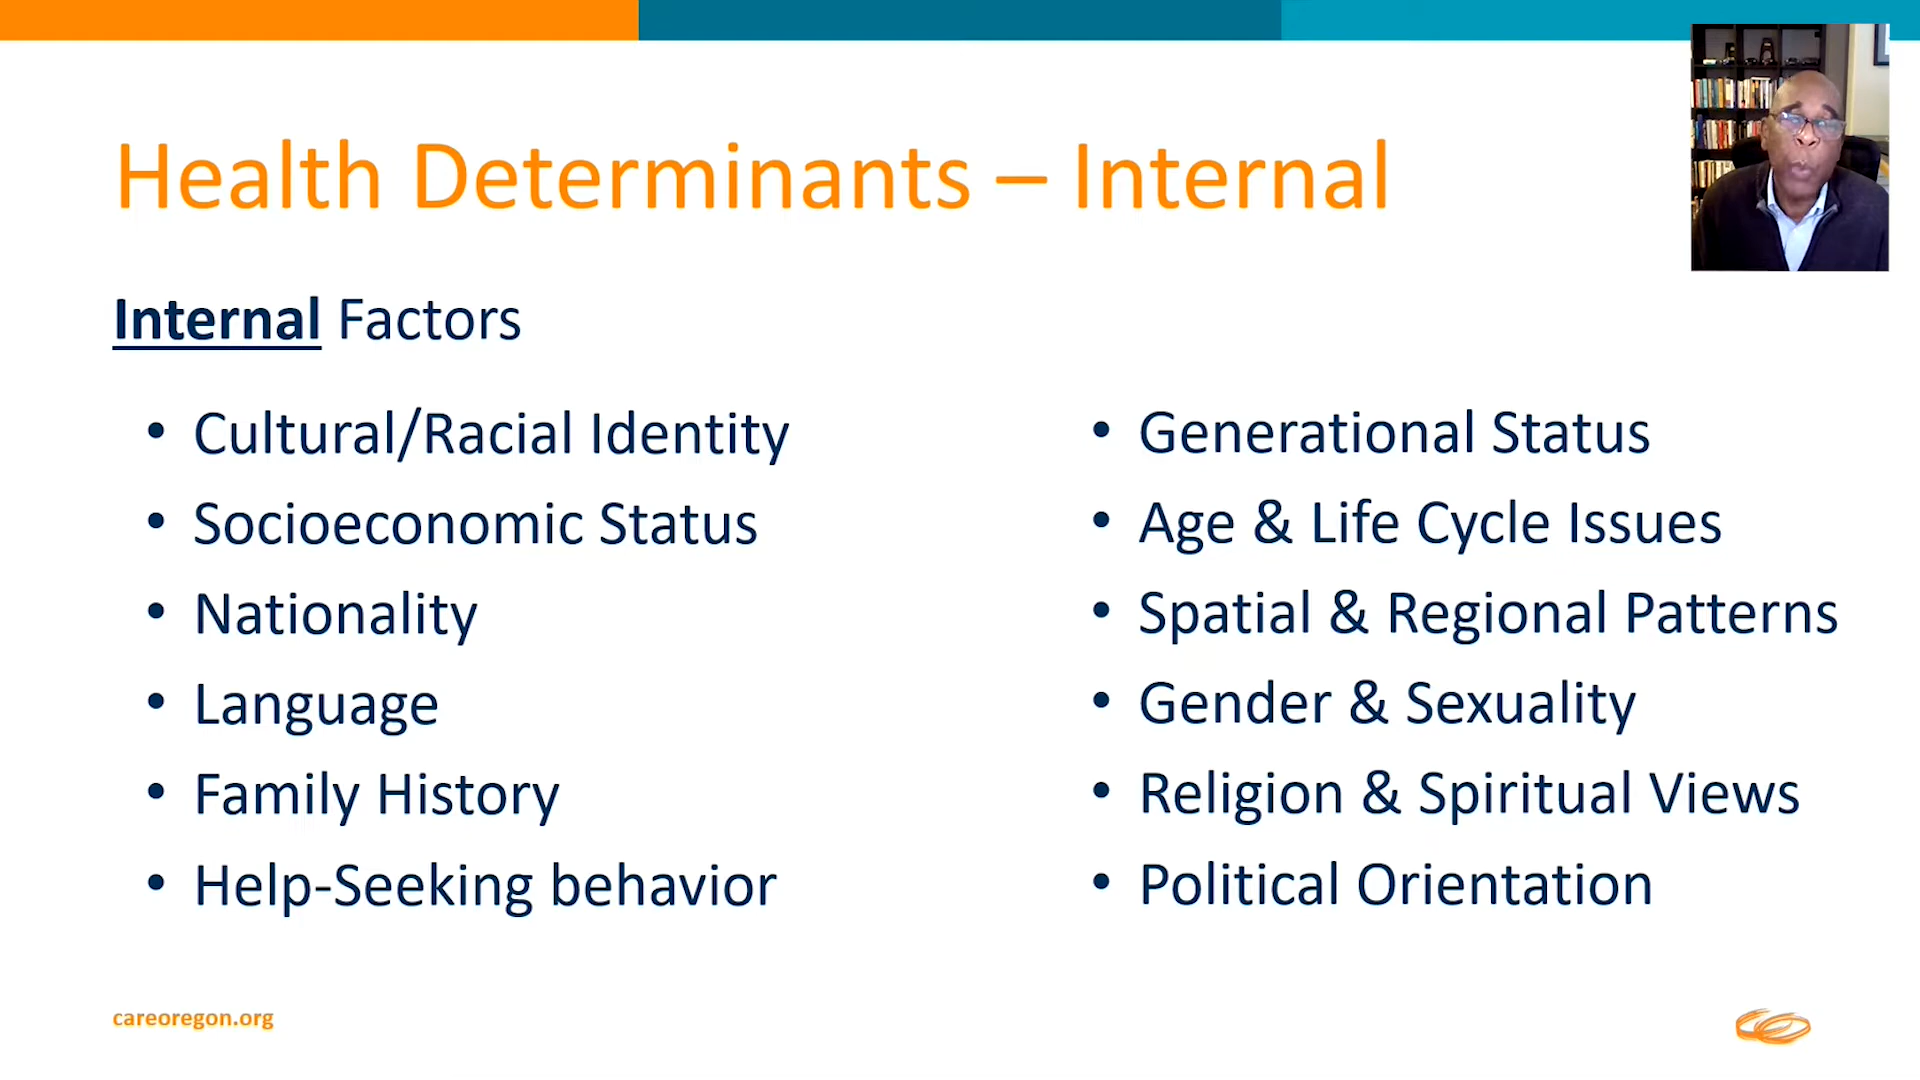 Health Determinants – Internal
Internal Factors
• Cultural/Racial Identity
• Socioeconomic Status
• Nationality
• Language
• Family History
• Help-Seeking behavior
• Generational Status
• Age & Life Cycle Issues
• Spatial & Regional Patterns
• Gender & Sexuality
• Religion & Spiritual Views
• Political Orientation
careoregon.org